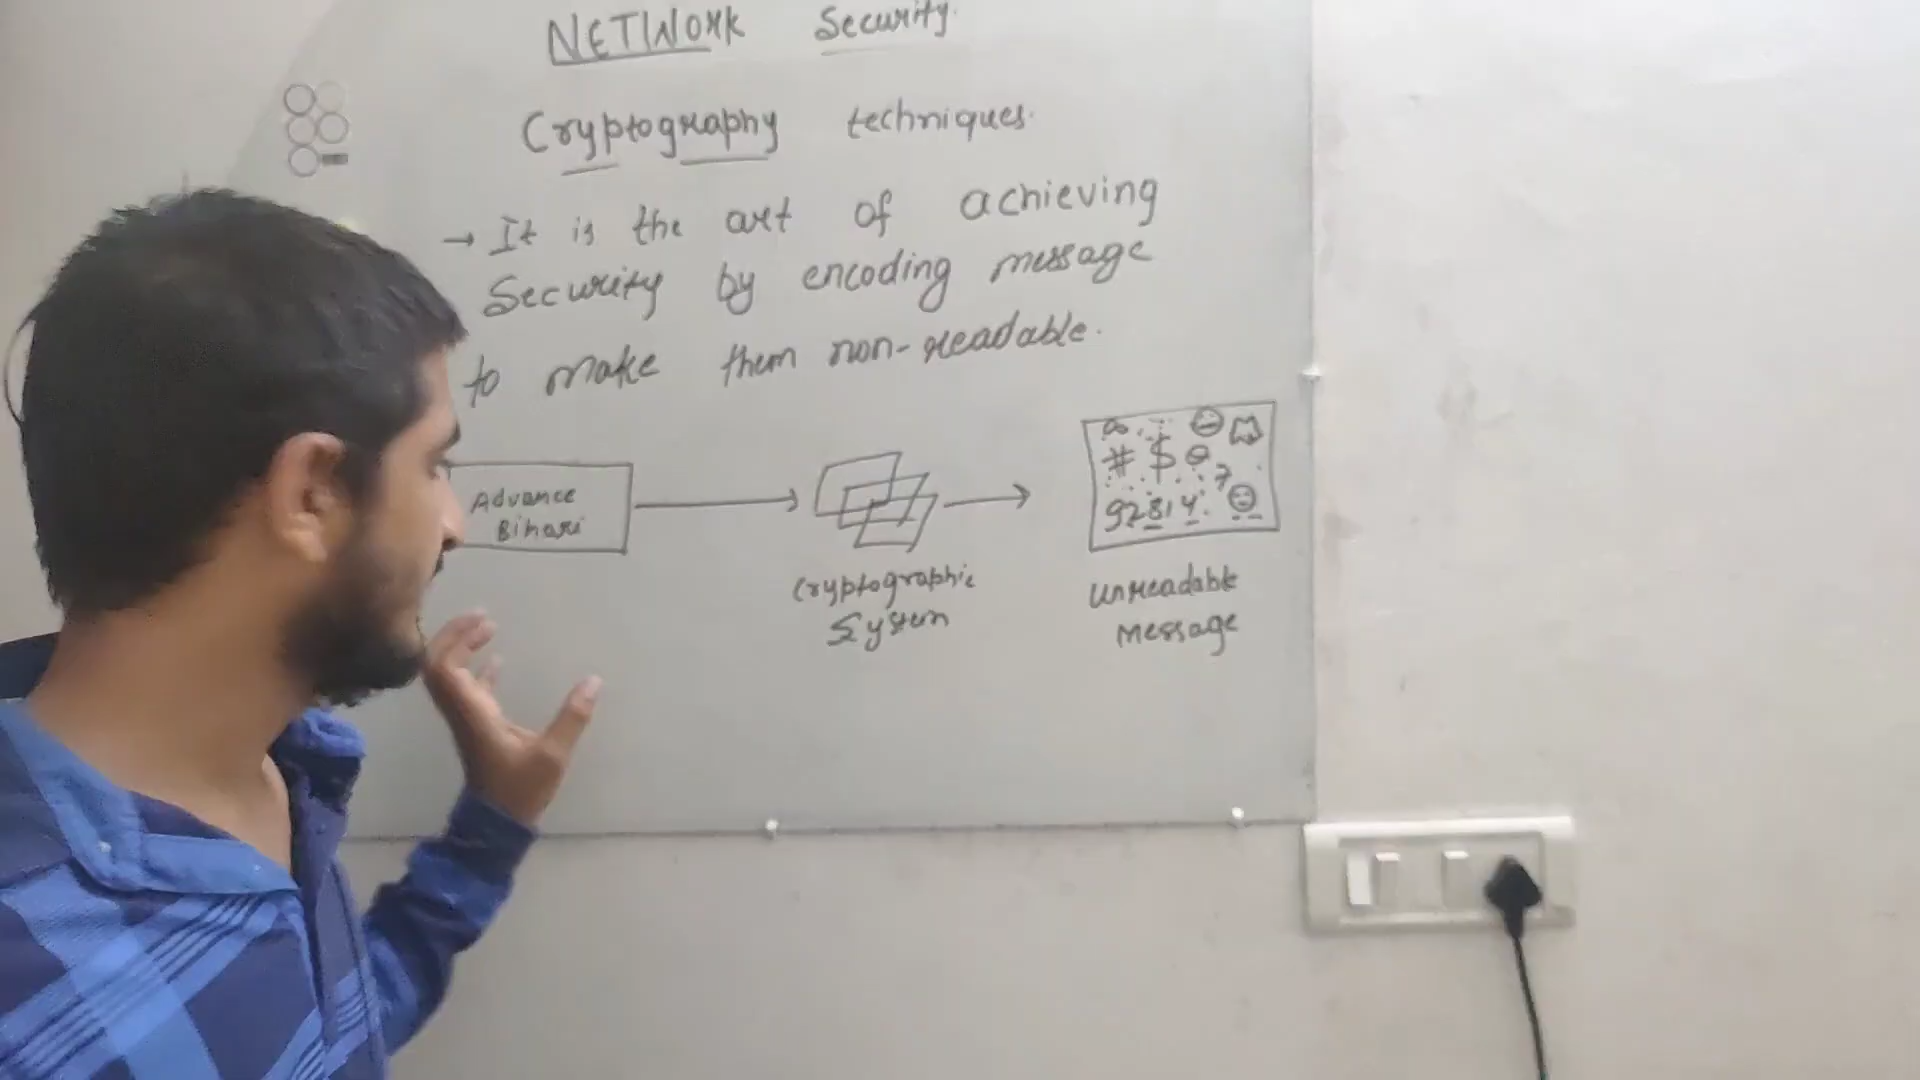 NETWORK Security.
Cryptography techniques.
→ It is the art of achieving
Security by encoding message
to make them non-readable.
Advance
Bihari
# $
92814.
Cryptographic
System
Unreadable
Message